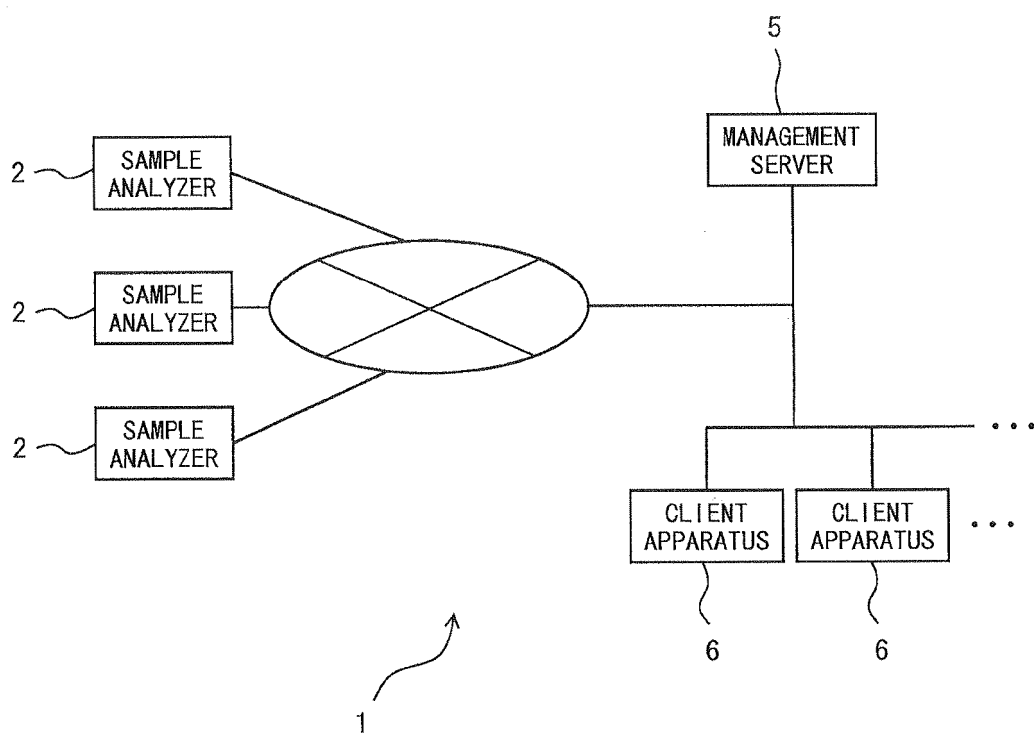 5
MANAGEMENT
SERVER
2
SAMPLE
ANALYZER
2
SAMPLE
ANALYZER
2
SAMPLE
ANALYZER
...
CLIENT
APPARATUS
CLIENT
APPARATUS
...
6
6
1